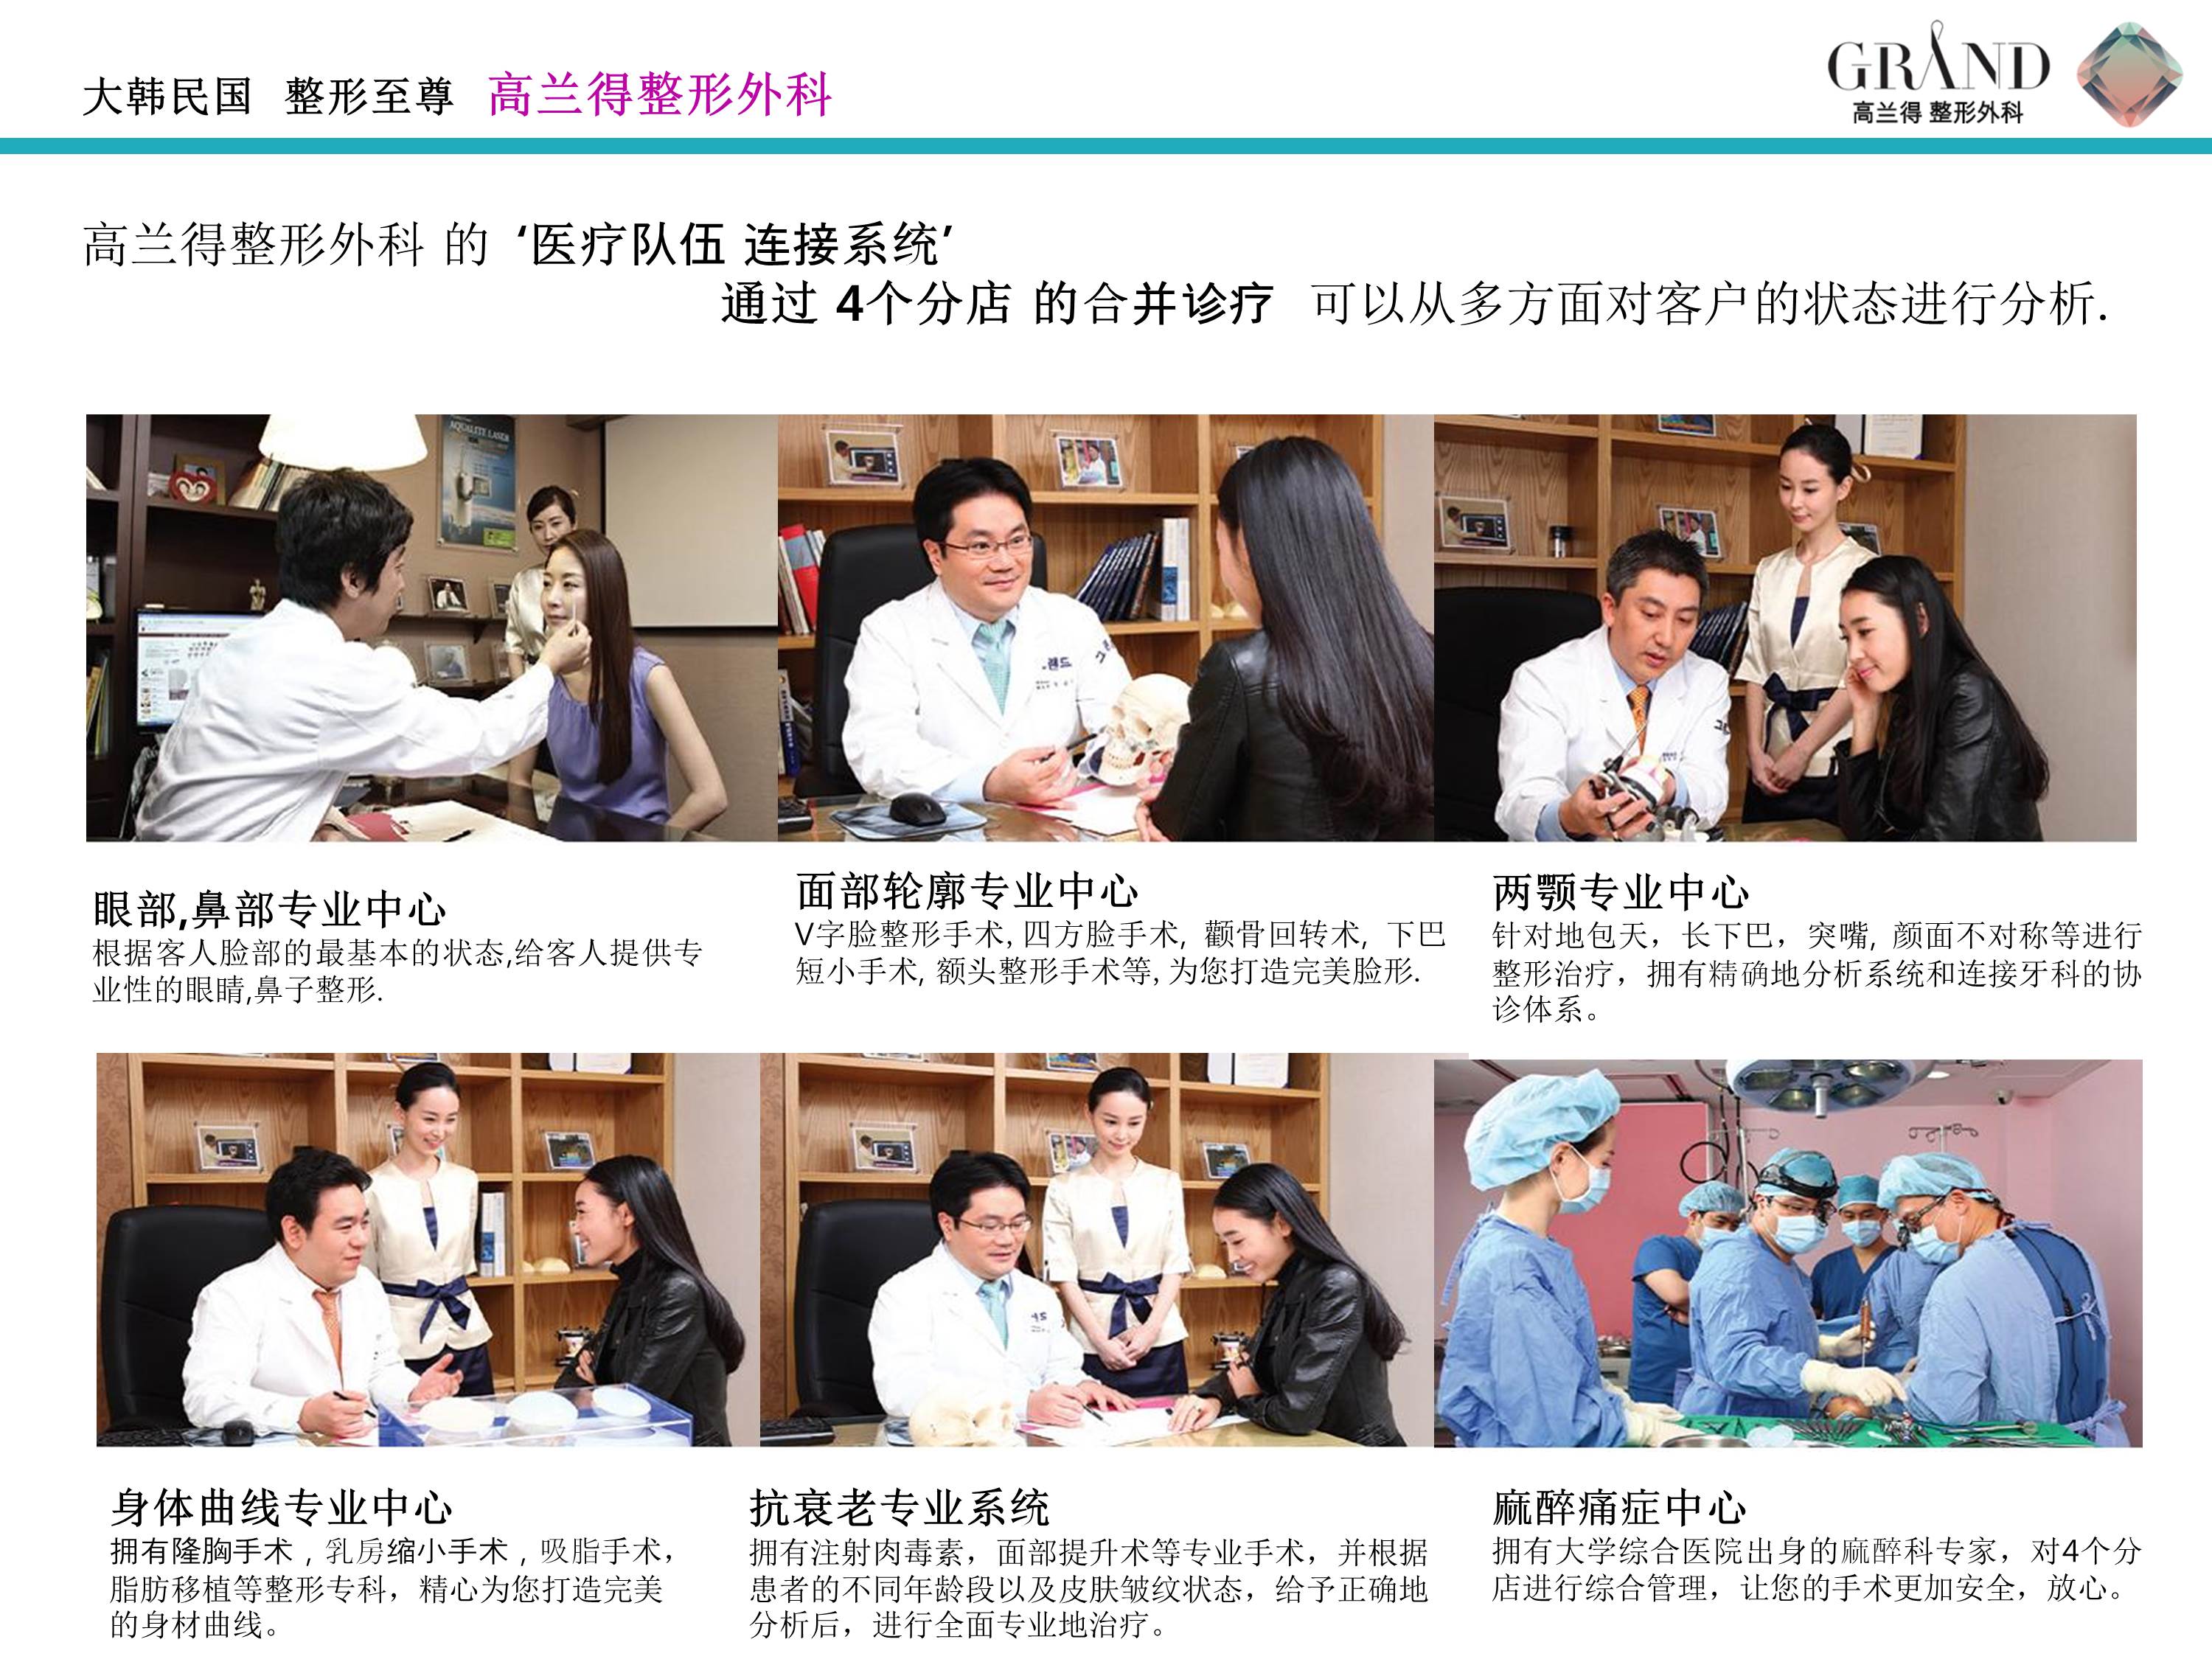 大韩民国 整形至尊 高兰得整形外科
GRAND
高兰得 整形外科
高兰得整形外科 的 ‘医疗队伍 连接系统’
通过 4个分店 的合并诊疗 可以从多方面对客户的状态进行分析.
AQUALITE LASER
眼部,鼻部专业中心
根据客人脸部的最基本的状态,给客人提供专
业性的眼睛,鼻子整形.
面部轮廓专业中心
V字脸整形手术, 四方脸手术, 颧骨回转术, 下巴
短小手术, 额头整形手术等, 为您打造完美脸形.
两颚专业中心
针对地包天，长下巴，突嘴, 颜面不对称等进行
整形治疗，拥有精确地分析系统和连接牙科的协
诊体系。
身体曲线专业中心
拥有隆胸手术 , 乳房缩小手术 , 吸脂手术，
脂肪移植等整形专科，精心为您打造完美
的身材曲线。
抗衰老专业系统
拥有注射肉毒素，面部提升术等专业手术，并根据
患者的不同年龄段以及皮肤皱纹状态，给予正确地
分析后，进行全面专业地治疗。
麻醉痛症中心
拥有大学综合医院出身的麻醉科专家，对4个分
店进行综合管理，让您的手术更加安全，放心。